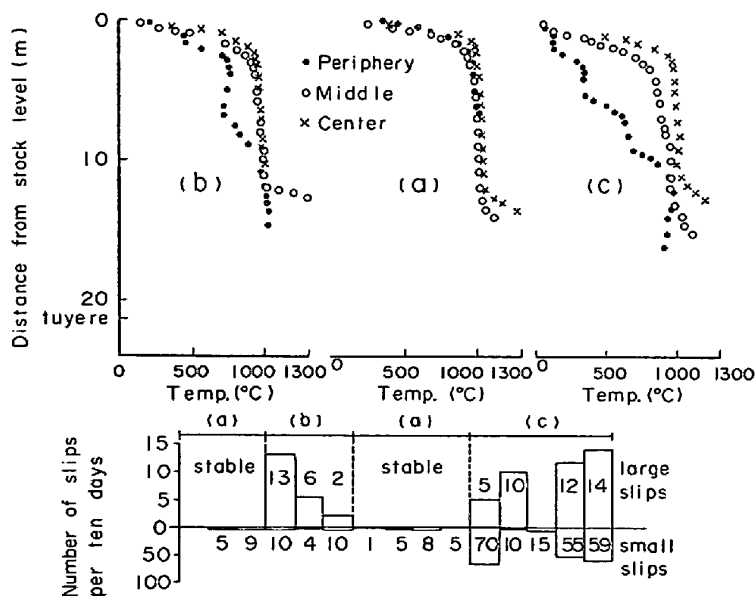 Distance from stock level (m)
0
10
20
tuyere
• Periphery
○ Middle
× Center
(b)
(a)
(c)
0 500 1000 1300
Temp. (°C)
0 500 1000 1300
Temp. (°C)
0 500 1000 1300
Temp. (°C)
Number of slips
per ten days
(a) (b) (a) (c)
15
10
5
0
50
100
stable
13 6 2
stable
5 10 12 14
large
slips
5 9 10 4 10 1 5 8 5 70 10 15 55 59
small
slips